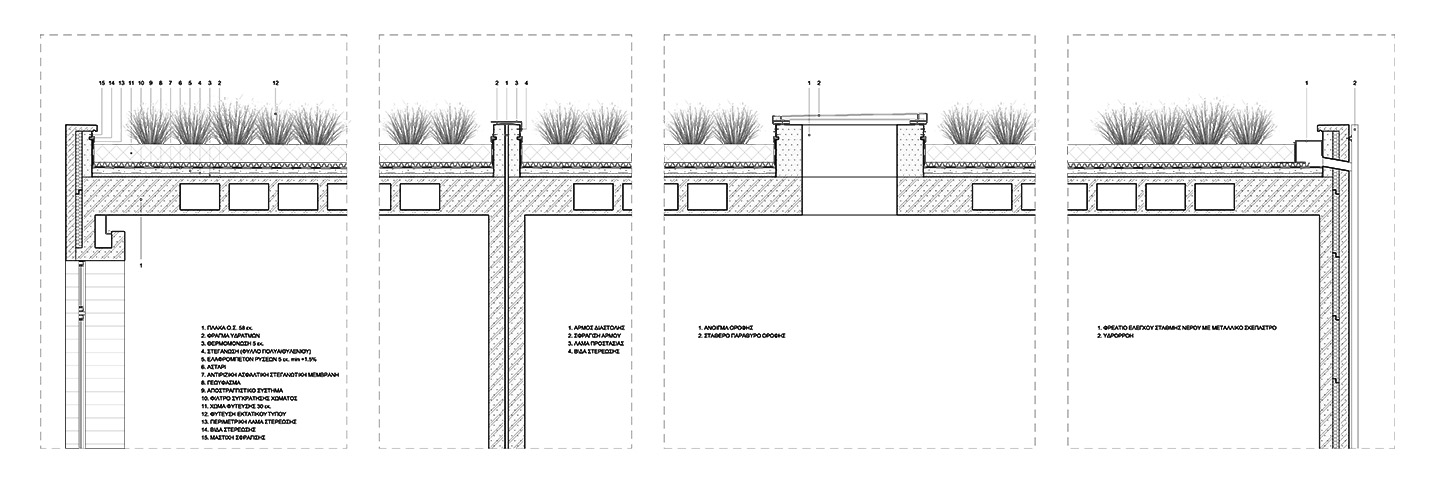 15 14 13 11 10 9 8 7 6 5 4 3 2 12
1
1. ΠΛΑΚΑ Ο.Σ. 58 εκ.
2. ΦΡΑΓΜΑ ΥΔΡΑΤΜΩΝ
3. ΘΕΡΜΟΜΟΝΩΣΗ 5 εκ.
4. ΣΤΕΓΑΝΩΣΗ (ΦΥΛΛΟ ΠΟΛΥΑΙΘΥΛΕΝΙΟΥ)
5. ΕΛΑΦΡΟΜΠΕΤΟΝ ΡΥΣΕΩΝ 5 εκ. min +1.5%
6. ΑΣΤΑΡΙ
7. ΑΝΤΙΡΙΖΙΚΗ ΑΣΦΑΛΤΙΚΗ ΣΤΕΓΑΝΩΤΙΚΗ ΜΕΜΒΡΑΝΗ
8. ΓΕΩΥΦΑΣΜΑ
9. ΑΠΟΣΤΡΑΓΓΙΣΤΙΚΟ ΣΥΣΤΗΜΑ
10. ΦΙΛΤΡΟ ΣΥΓΚΡΑΤΗΣΗΣ ΧΩΜΑΤΟΣ
11. ΧΩΜΑ ΦΥΤΕΥΣΗΣ 30 εκ.
12. ΦΥΤΕΥΣΗ ΕΚΤΑΤΙΚΟΥ ΤΥΠΟΥ
13. ΠΕΡΙΜΕΤΡΙΚΗ ΛΑΜΑ ΣΤΕΡΕΩΣΗΣ
14. ΒΙΔΑ ΣΤΕΡΕΩΣΗΣ
15. ΜΑΣΤΙΧΗ ΣΦΡΑΓΙΣΗΣ
2 1 3 4
1. ΑΡΜΟΣ ΔΙΑΣΤΟΛΗΣ
2. ΣΦΡΑΓΙΣΗ ΑΡΜΟΥ
3. ΛΑΜΑ ΠΡΟΣΤΑΣΙΑΣ
4. ΒΙΔΑ ΣΤΕΡΕΩΣΗΣ
1 2
1. ΑΝΟΙΓΜΑ ΟΡΟΦΗΣ
2. ΣΤΑΘΕΡΟ ΠΑΡΑΘΥΡΟ ΟΡΟΦΗΣ
1 2
1. ΦΡΕΑΤΙΟ ΕΛΕΓΧΟΥ ΣΤΑΘΜΗΣ ΝΕΡΟΥ ΜΕ ΜΕΤΑΛΛΙΚΟ ΣΚΕΠΑΣΤΡΟ
2. ΥΔΡΟΡΡΟΗ